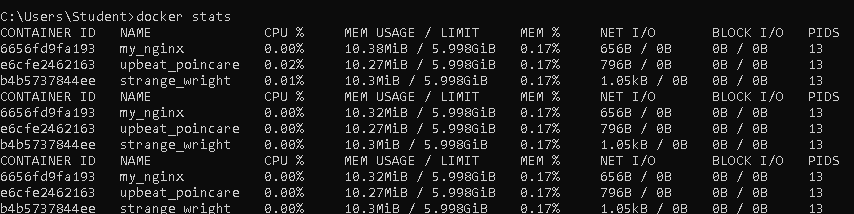 C:\Users\Student>docker stats
CONTAINER ID   NAME              CPU %     MEM USAGE / LIMIT     MEM %     NET I/O       BLOCK I/O   PIDS
6656fd9fa193   my_nginx          0.00%     10.38MiB / 5.998GiB   0.17%     656B / 0B     0B / 0B     13
e6cfe2462163   upbeat_poincare   0.02%     10.27MiB / 5.998GiB   0.17%     796B / 0B     0B / 0B     13
b4b5737844ee   strange_wright    0.01%     10.3MiB / 5.998GiB    0.17%     1.05kB / 0B   0B / 0B     13
CONTAINER ID   NAME              CPU %     MEM USAGE / LIMIT     MEM %     NET I/O       BLOCK I/O   PIDS
6656fd9fa193   my_nginx          0.00%     10.32MiB / 5.998GiB   0.17%     656B / 0B     0B / 0B     13
e6cfe2462163   upbeat_poincare   0.00%     10.27MiB / 5.998GiB   0.17%     796B / 0B     0B / 0B     13
b4b5737844ee   strange_wright    0.00%     10.3MiB / 5.998GiB    0.17%     1.05kB / 0B   0B / 0B     13
CONTAINER ID   NAME              CPU %     MEM USAGE / LIMIT     MEM %     NET I/O       BLOCK I/O   PIDS
6656fd9fa193   my_nginx          0.00%     10.32MiB / 5.998GiB   0.17%     656B / 0B     0B / 0B     13
e6cfe2462163   upbeat_poincare   0.00%     10.27MiB / 5.998GiB   0.17%     796B / 0B     0B / 0B     13
b4b5737844ee   strange_wright    0.00%     10.3MiB / 5.998GiB    0.17%     1.05kB / 0B   0B / 0B     13